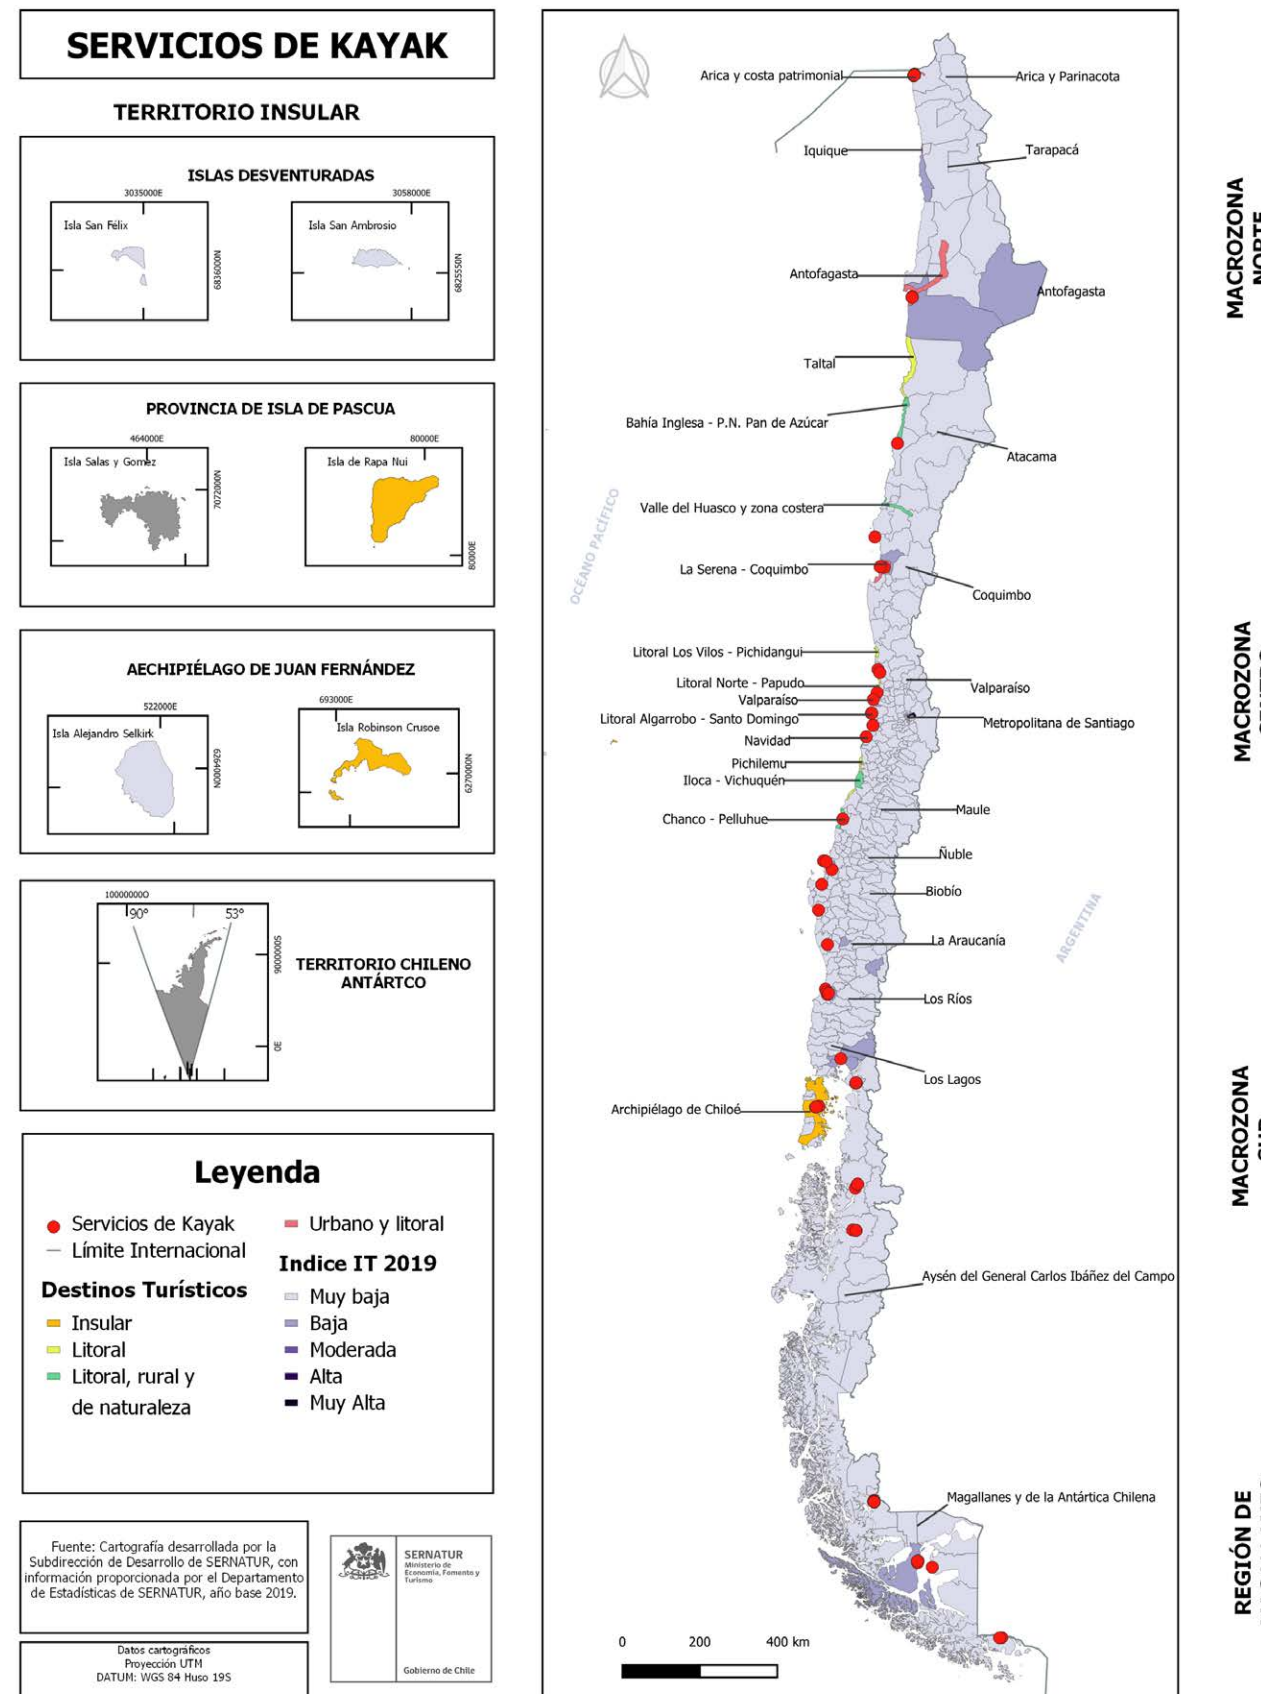 SERVICIOS DE KAYAK
TERRITORIO INSULAR
ISLAS DESVENTURADAS
3035000E
3058000E
Isla San Félix
Isla San Ambrosio
6836000N
6825550N
PROVINCIA DE ISLA DE PASCUA
464000E
80000E
Isla Salas y Gomez
Isla de Rapa Nui
7072000N
80000E
AECHIPIÉLAGO DE JUAN FERNÁNDEZ
522000E
693000E
Isla Alejandro Selkirk
Isla Robinson Crusoe
6264000N
6270000N
10000000O
90°
53°
9000000S
0E
TERRITORIO CHILENO
ANTÁRTCO
Leyenda
Servicios de Kayak
Límite Internacional
Destinos Turísticos
Insular
Litoral
Litoral, rural y
de naturaleza
Urbano y litoral
Indice IT 2019
Muy baja
Baja
Moderada
Alta
Muy Alta
Fuente: Cartografía desarrollada por la
Subdirección de Desarrollo de SERNATUR, con
información proporcionada por el Departamento
de Estadísticas de SERNATUR, año base 2019.
SERNATUR
Ministerio de
Economía, Fomento y
Turismo
Gobierno de Chile
Datos cartográficos
Proyección UTM
DATUM: WGS 84 Huso 19S
Arica y costa patrimonial
Arica y Parinacota
Iquique
Tarapacá
Antofagasta
Antofagasta
Taltal
Bahía Inglesa - P.N. Pan de Azúcar
Atacama
Valle del Huasco y zona costera
OCÉANO PACÍFICO
La Serena - Coquimbo
Coquimbo
Litoral Los Vilos - Pichidangui
Litoral Norte - Papudo
Valparaíso
Valparaíso
Litoral Algarrobo - Santo Domingo
Metropolitana de Santiago
Navidad
Pichilemu
Iloca - Vichuquén
Maule
Chanco - Pelluhue
Ñuble
Biobío
ARGENTINA
La Araucanía
Los Ríos
Los Lagos
Archipiélago de Chiloé
Aysén del General Carlos Ibáñez del Campo
Magallanes y de la Antártica Chilena
0
200
400 km
MACROZONA
NORTE
MACROZONA
MACROZONA
REGIÓN DE